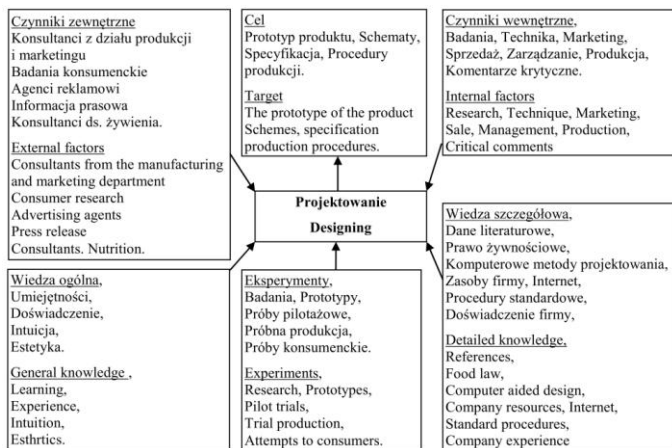 Czynniki zewnętrzne
Konsultanci z działu produkcji
i marketingu
Badania konsumenckie
Agenci reklamowi
Informacja prasowa
Konsultanci ds. żywienia.
External factors
Consultants from the manufacturing
and marketing department
Consumer research
Advertising agents
Press release
Consultants. Nutrition.
Cel
Prototyp produktu, Schematy,
Specyfikacja, Procedury
produkcji.
Target
The prototype of the product
Schemes, specification
production procedures.
Czynniki wewnętrzne,
Badania, Technika, Marketing,
Sprzedaż, Zarządzanie, Produkcja,
Komentarze krytyczne.
Internal factors
Research, Technique, Marketing,
Sale, Management, Production,
Critical comments
Projektowanie
Designing
Wiedza ogólna,
Umiejętności,
Doświadczenie,
Intuicja,
Estetyka.
General knowledge ,
Learning,
Experience,
Intuition,
Esthrtics.
Eksperymenty,
Badania, Prototypy,
Próby pilotażowe,
Próbna produkcja,
Próby konsumenckie.
Experiments,
Research, Prototypes,
Pilot trials,
Trial production,
Attempts to consumers.
Wiedza szczegółowa,
Dane literaturowe,
Prawo żywnościowe,
Komputerowe metody projektowania,
Zasoby firmy, Internet,
Procedury standardowe,
Doświadczenie firmy,
Detailed knowledge,
References,
Food law,
Computer aided design,
Company resources, Internet,
Standard procedures,
Company experience